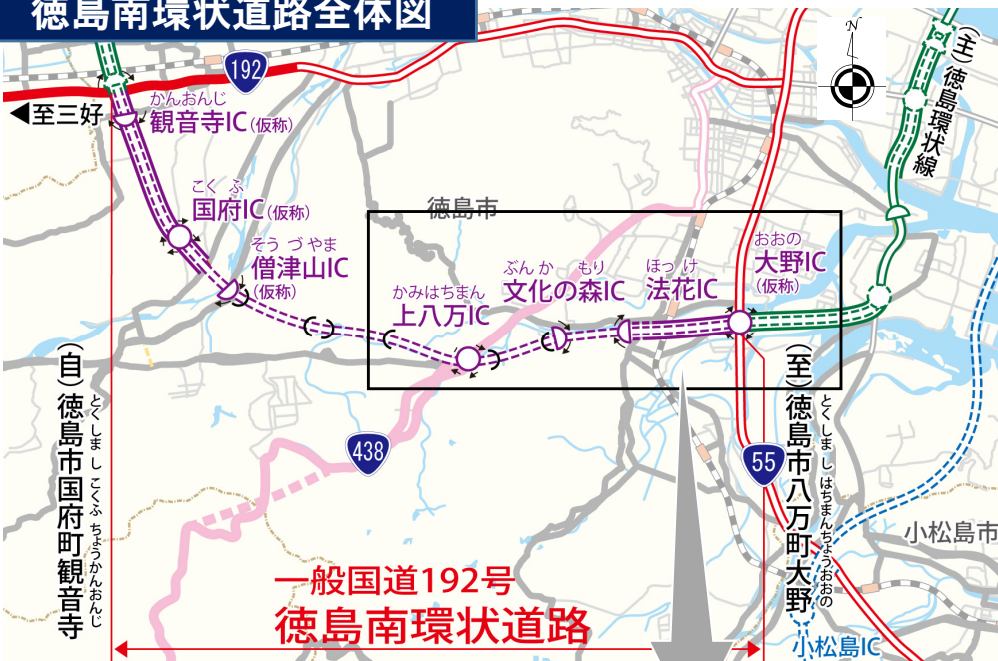 徳島南環状道路全体図
192
N
(主)徳島環状線
◀至三好
かんおんじ
観音寺IC(仮称)
こく ふ
国府IC(仮称)
そう づ やま
僧津山IC
(仮称)
徳島市
かみはちまん
上八万IC
ぶん か もり
文化の森IC
ほっ け
法花IC
おおの
大野IC
(仮称)
(自)徳島市国府町観音寺
とくしま し こくふ ちょうかんおんじ
438
55
(至)徳島市八万町大野
とくしま し はちまんちょうおおの
小松島市
一般国道192号
徳島南環状道路
小松島IC